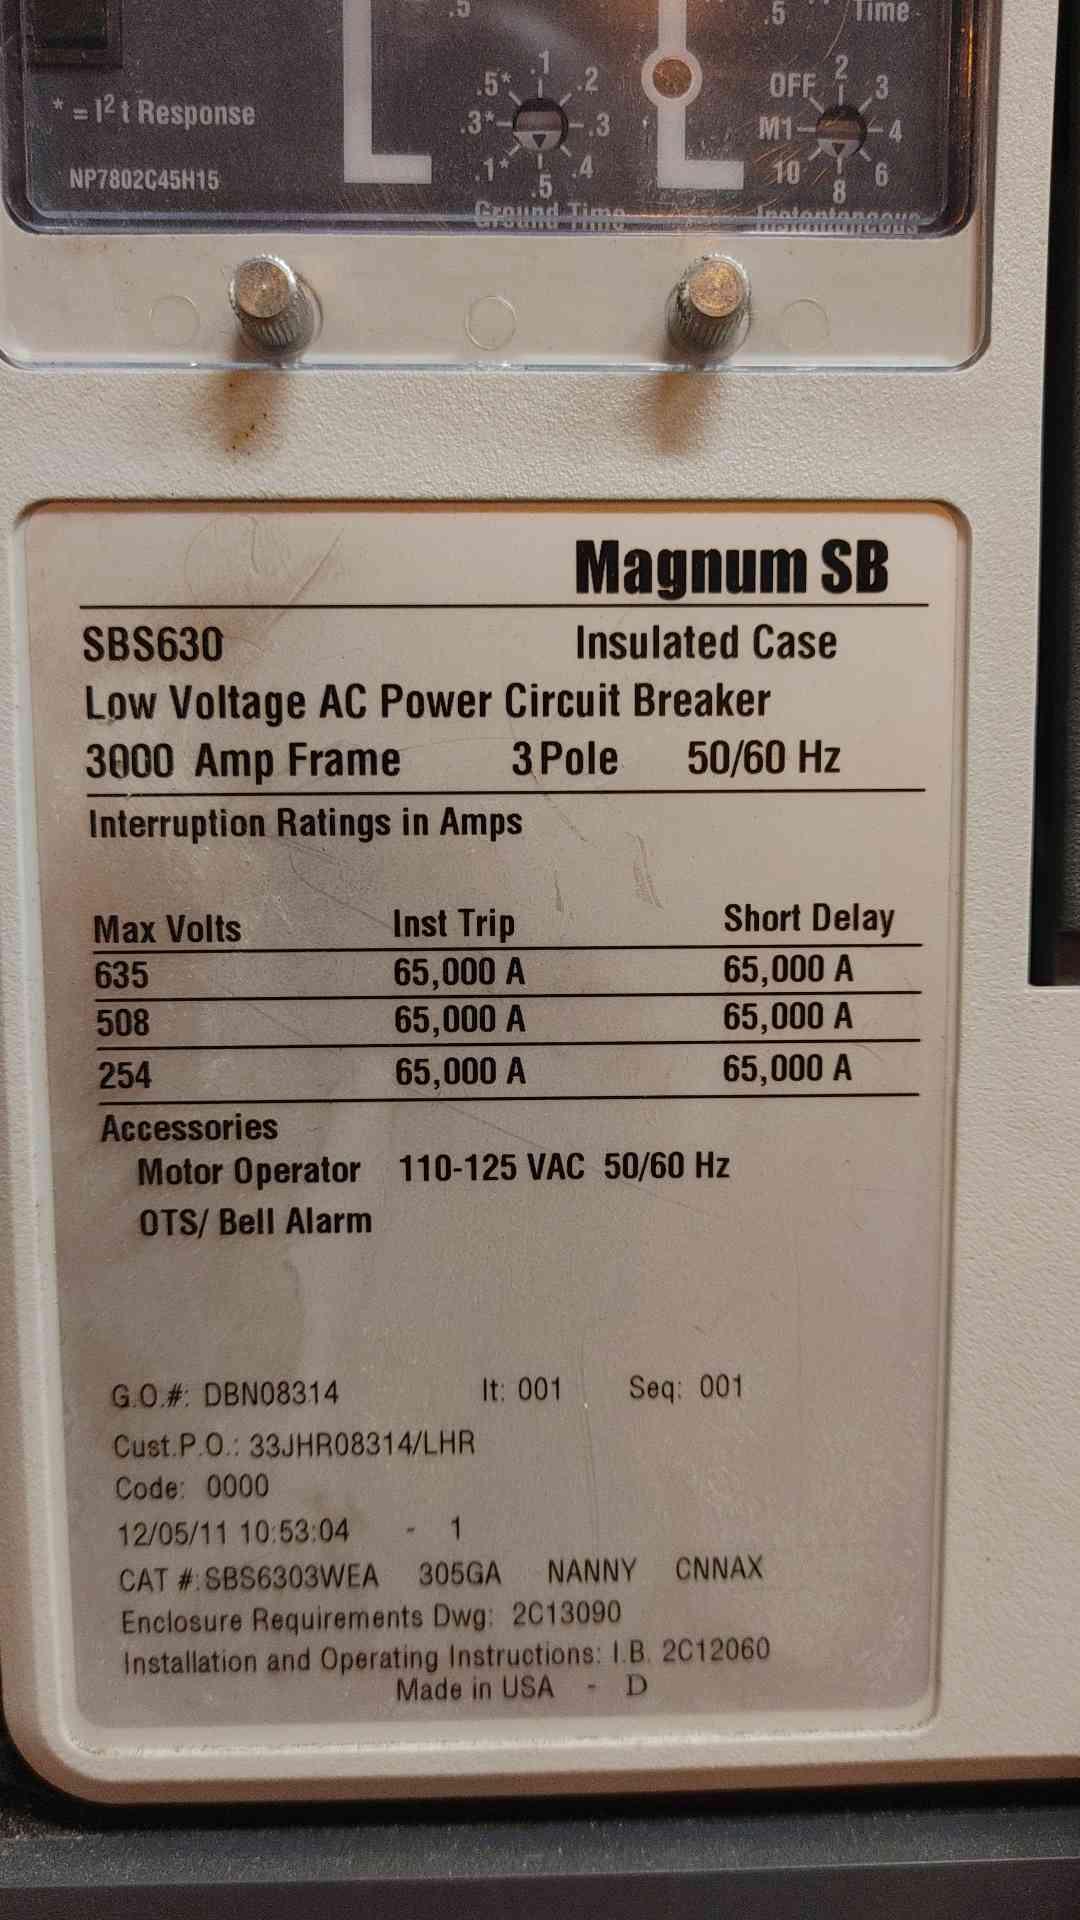 .5 .5 Time
.1
.5* .2
.3* .3
.1* .4
.5
Ground Time
* = I²t Response
NP7802C45H15
OFF 2 3
M1 4
10 6
8
Instantaneous
Magnum SB
SBS630 Insulated Case
Low Voltage AC Power Circuit Breaker
3000 Amp Frame 3 Pole 50/60 Hz
Interruption Ratings in Amps
Max Volts Inst Trip Short Delay
635 65,000 A 65,000 A
508 65,000 A 65,000 A
254 65,000 A 65,000 A
Accessories
Motor Operator 110-125 VAC 50/60 Hz
OTS/ Bell Alarm
G.O.#: DBN08314 It: 001 Seq: 001
Cust.P.O.: 33JHR08314/LHR
Code: 0000
12/05/11 10:53:04 - 1
CAT #:SBS6303WEA 305GA NANNY CNNAX
Enclosure Requirements Dwg: 2C13090
Installation and Operating Instructions: I.B. 2C12060
Made in USA - D